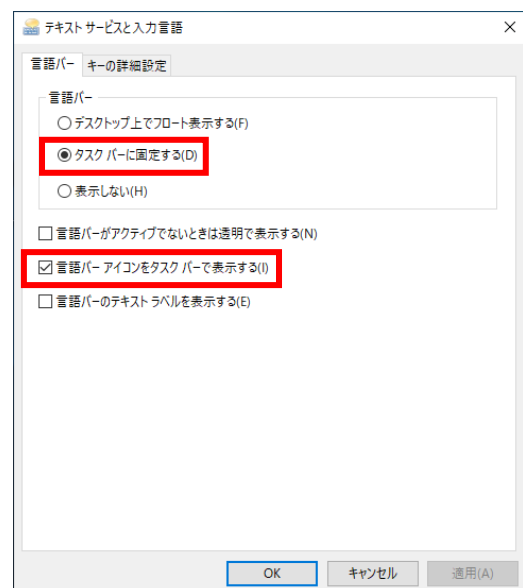 テキスト サービスと入力言語
言語バー
キーの詳細設定
言語バー
デスクトップ上でフロート表示する(F)
タスク バーに固定する(D)
表示しない(H)
言語バーがアクティブでないときは透明で表示する(N)
言語バー アイコンをタスク バーで表示する(I)
言語バーのテキスト ラベルを表示する(E)
OK
キャンセル
適用(A)